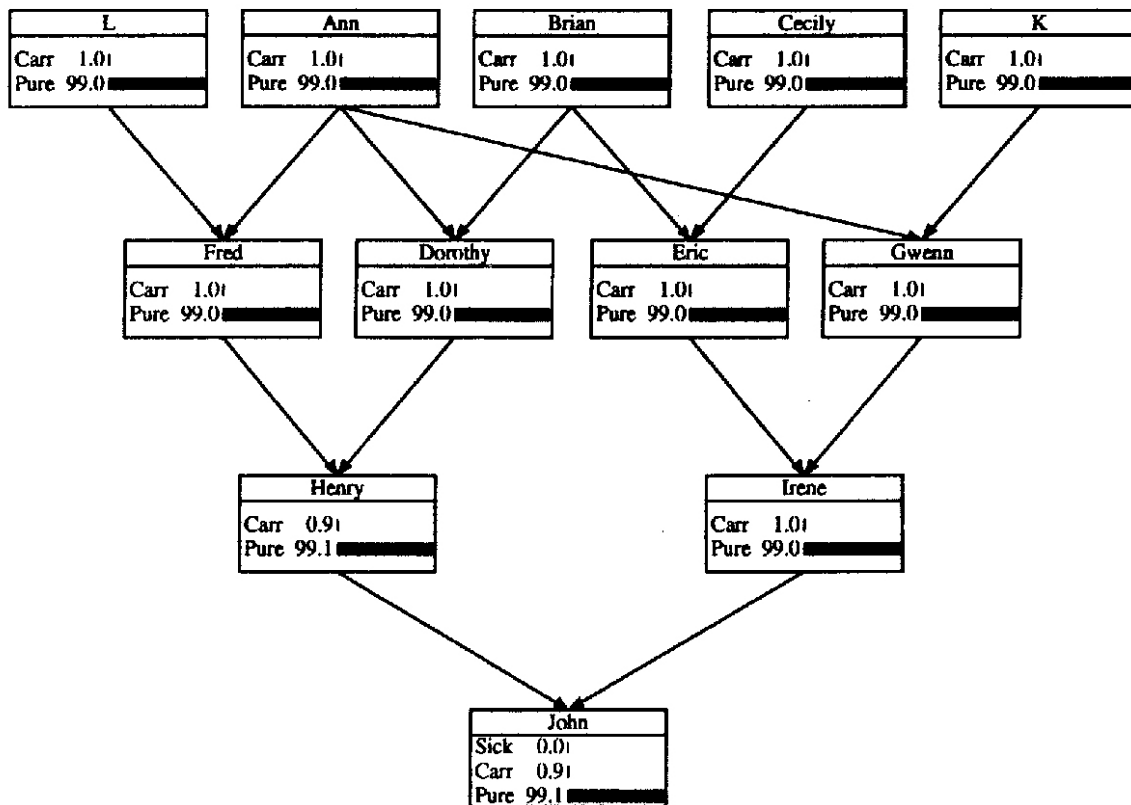 L
Carr 1.0
Pure 99.0
Ann
Carr 1.0
Pure 99.0
Brian
Carr 1.0
Pure 99.0
Cecily
Carr 1.0
Pure 99.0
K
Carr 1.0
Pure 99.0
Fred
Carr 1.0
Pure 99.0
Dorothy
Carr 1.0
Pure 99.0
Eric
Carr 1.0
Pure 99.0
Gwenn
Carr 1.0
Pure 99.0
Henry
Carr 0.9
Pure 99.1
Irene
Carr 1.0
Pure 99.0
John
Sick 0.0
Carr 0.9
Pure 99.1